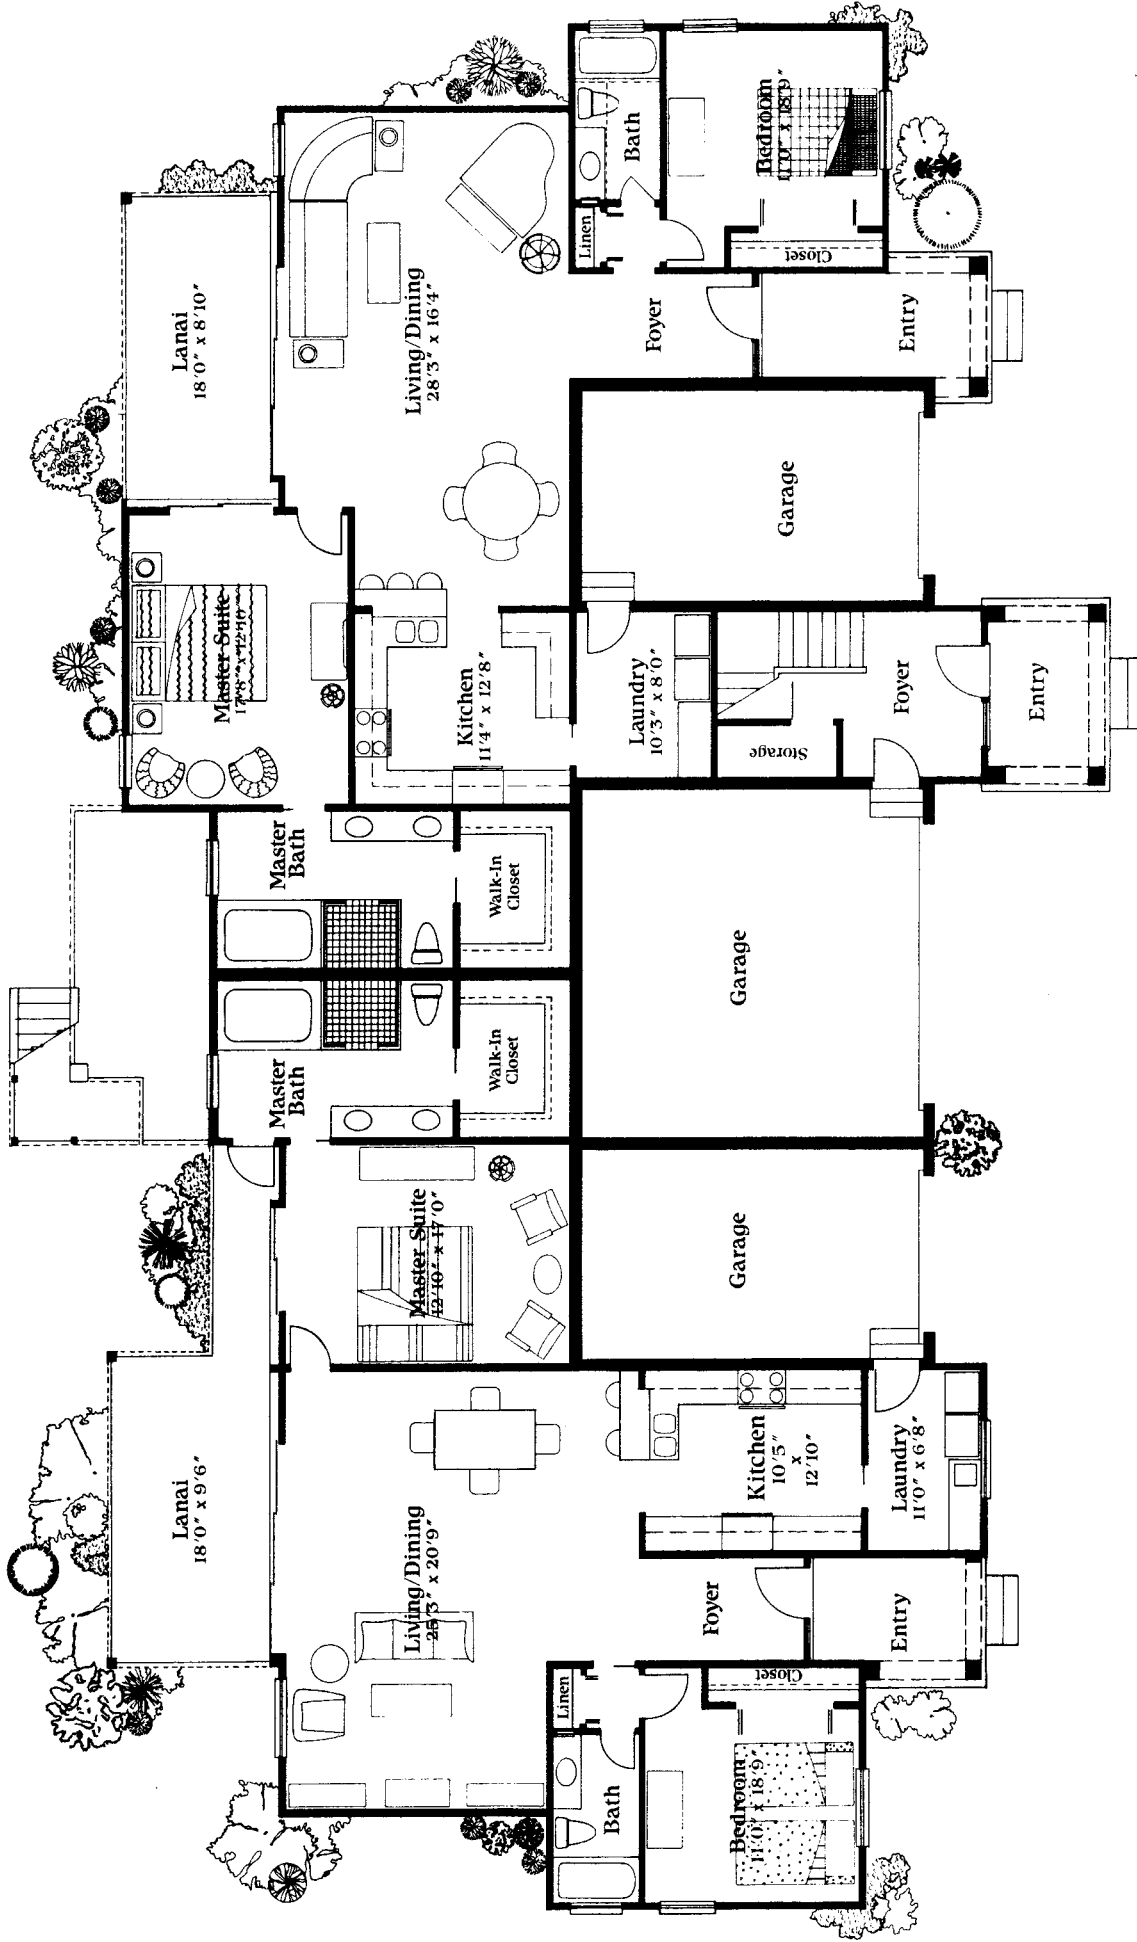 Bath
Bedroom
11'0" x 18'9"
Linen
Closet
Lanai
18'0" x 8'10"
Living/Dining
28'3" x 16'4"
Foyer
Entry
Garage
Master Suite
17'8" x 12'10"
Kitchen
11'4" x 12'8"
Laundry
10'3" x 8'0"
Storage
Foyer
Entry
Master
Bath
Walk-In
Closet
Garage
Master
Bath
Walk-In
Closet
Master Suite
12'10" x 17'0"
Garage
Lanai
18'0" x 9'6"
Living/Dining
25'3" x 20'9"
Kitchen
10'5"
x
12'10"
Laundry
11'0" x 6'8"
Foyer
Entry
Linen
Closet
Bath
Bedroom
11'0" x 18'9"